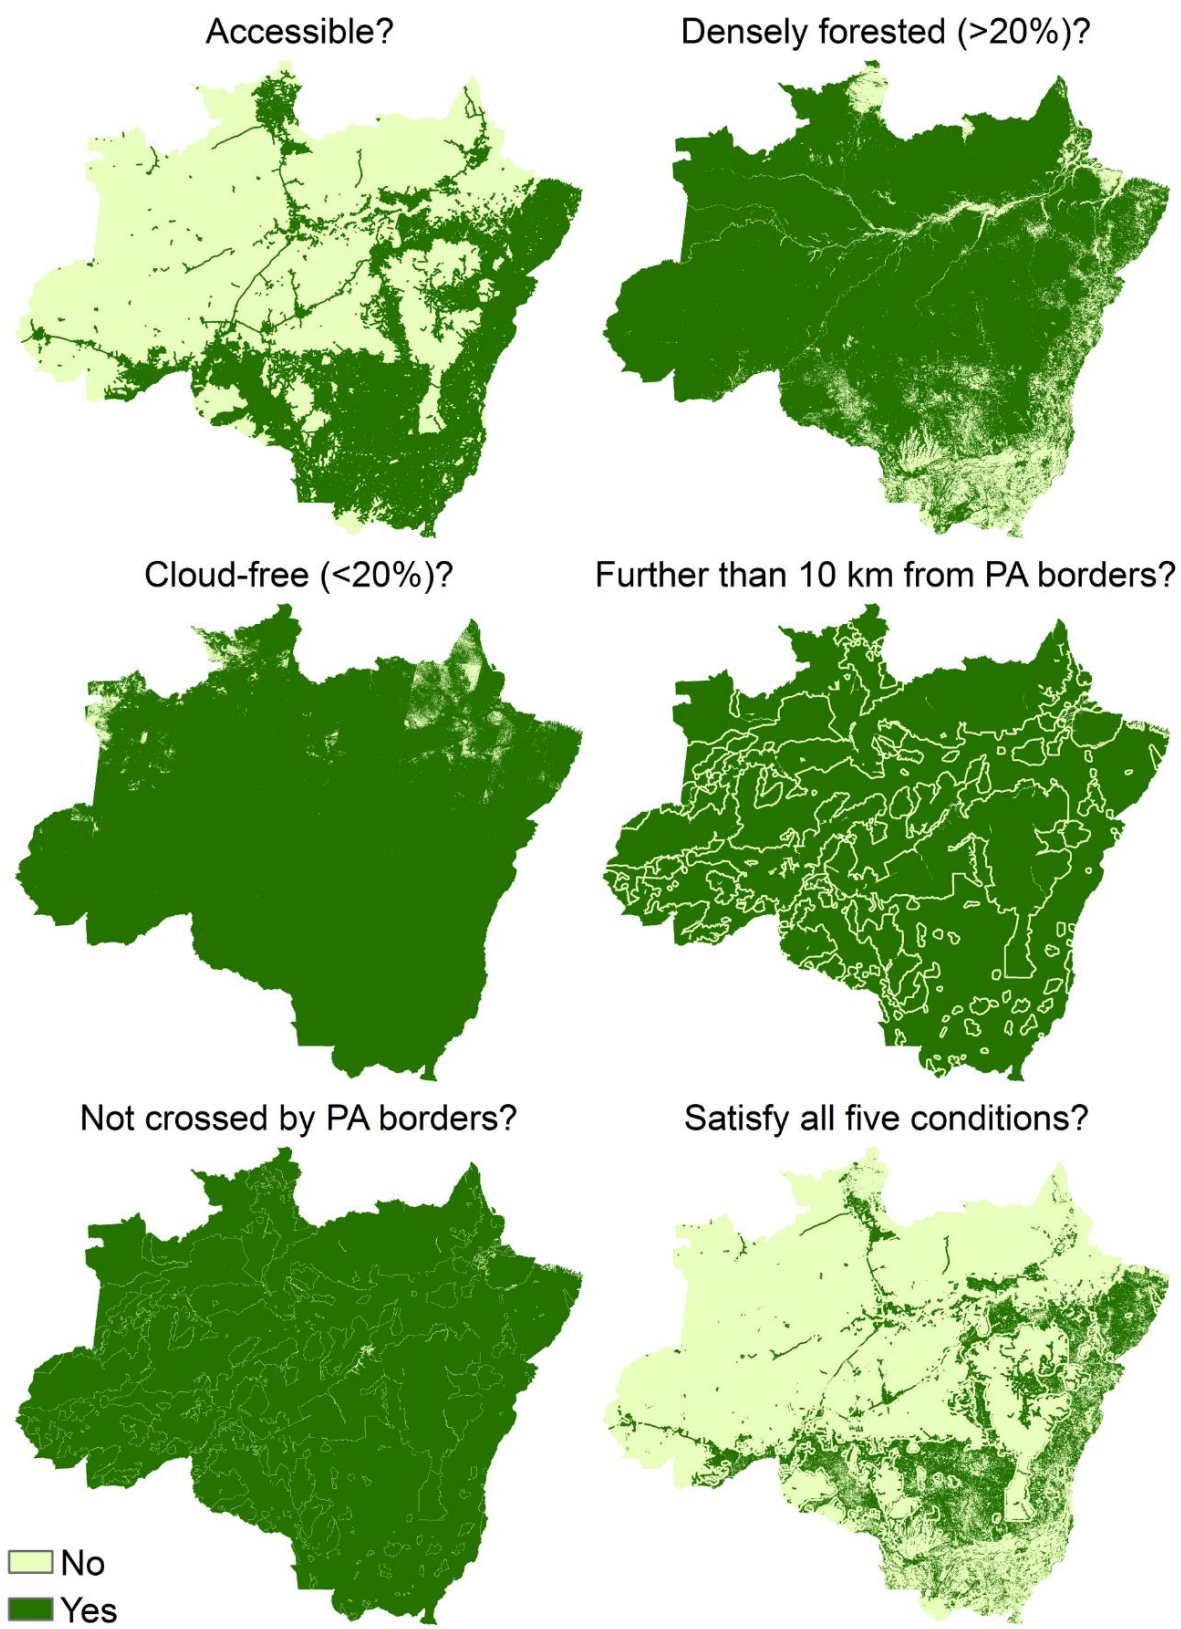 Accessible?
Densely forested (>20%)?
Cloud-free (<20%)?
Further than 10 km from PA borders?
Not crossed by PA borders?
Satisfy all five conditions?
No
Yes